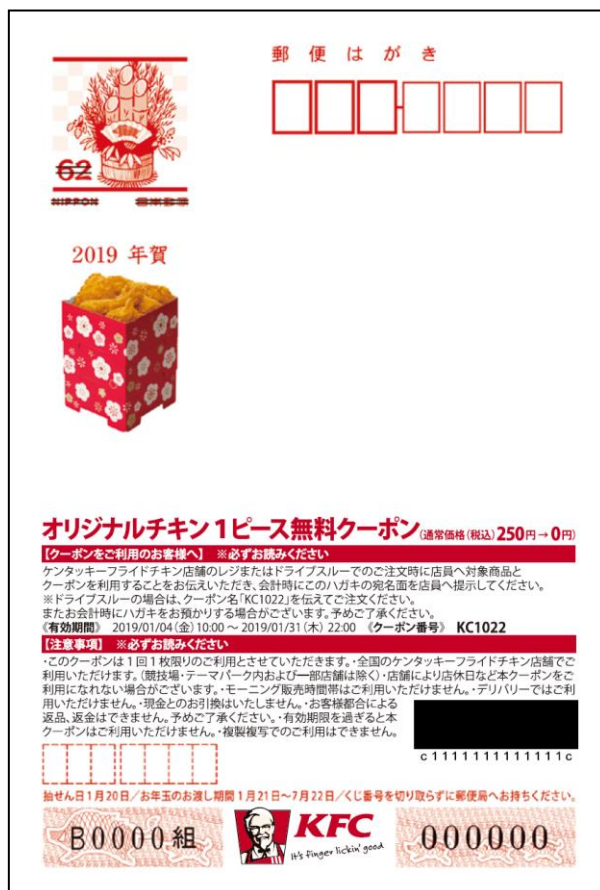 郵便はがき
62
NIPPON 日本郵便
2019 年賀
オリジナルチキン1ピース無料クーポン(通常価格(税込)250円→0円)
【クーポンをご利用のお客様へ】 ※必ずお読みください
ケンタッキーフライドチキン店舗のレジまたはドライブスルーでのご注文時に店員へ対象商品と
クーポンを利用することをお伝えいただき、会計時にこのハガキの宛名面を店員へ提示してください。
※ドライブスルーの場合は、クーポン名「KC1022」を伝えてご注文ください。
またお会計時にハガキをお預かりする場合がございます。予めご了承ください。
《有効期間》 2019/01/04(金)10:00~2019/01/31(木) 22:00 《クーポン番号》 KC1022
【注意事項】 ※必ずお読みください
・このクーポンは1回1枚限りのご利用とさせていただきます。・全国のケンタッキーフライドチキン店舗でご
利用いただけます。(競技場・テーマパーク内および一部店舗は除く)・店舗により店休日など本クーポンをご
利用になれない場合がございます。・モーニング販売時間帯はご利用いただけません。・デリバリーではご利
用いただけません。・現金とのお引換はいたしません。・お客様都合による
返品、返金はできません。予めご了承ください。・有効期限を過ぎると本
クーポンはご利用いただけません。・複製複写でのご利用はできません。
c11111111111111c
抽せん日1月20日/お年玉のお渡し期間1月21日~7月22日/くじ番号を切り取らずに郵便局へお持ちください。
B0000組
KFC
It's finger lickin' good
000000